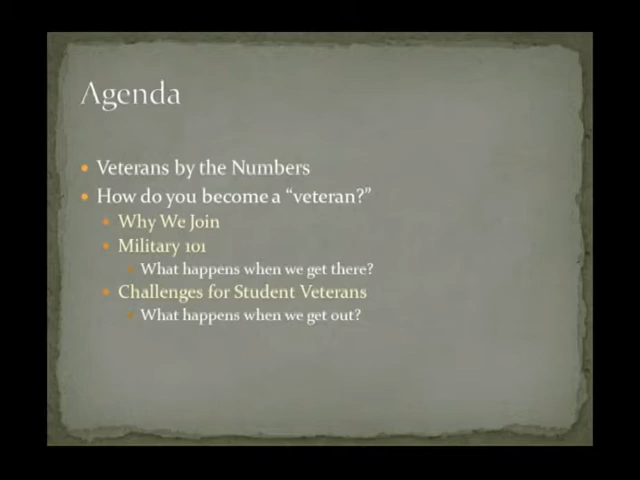 Agenda
Veterans by the Numbers
How do you become a “veteran?”
Why We Join
Military 101
What happens when we get there?
Challenges for Student Veterans
What happens when we get out?